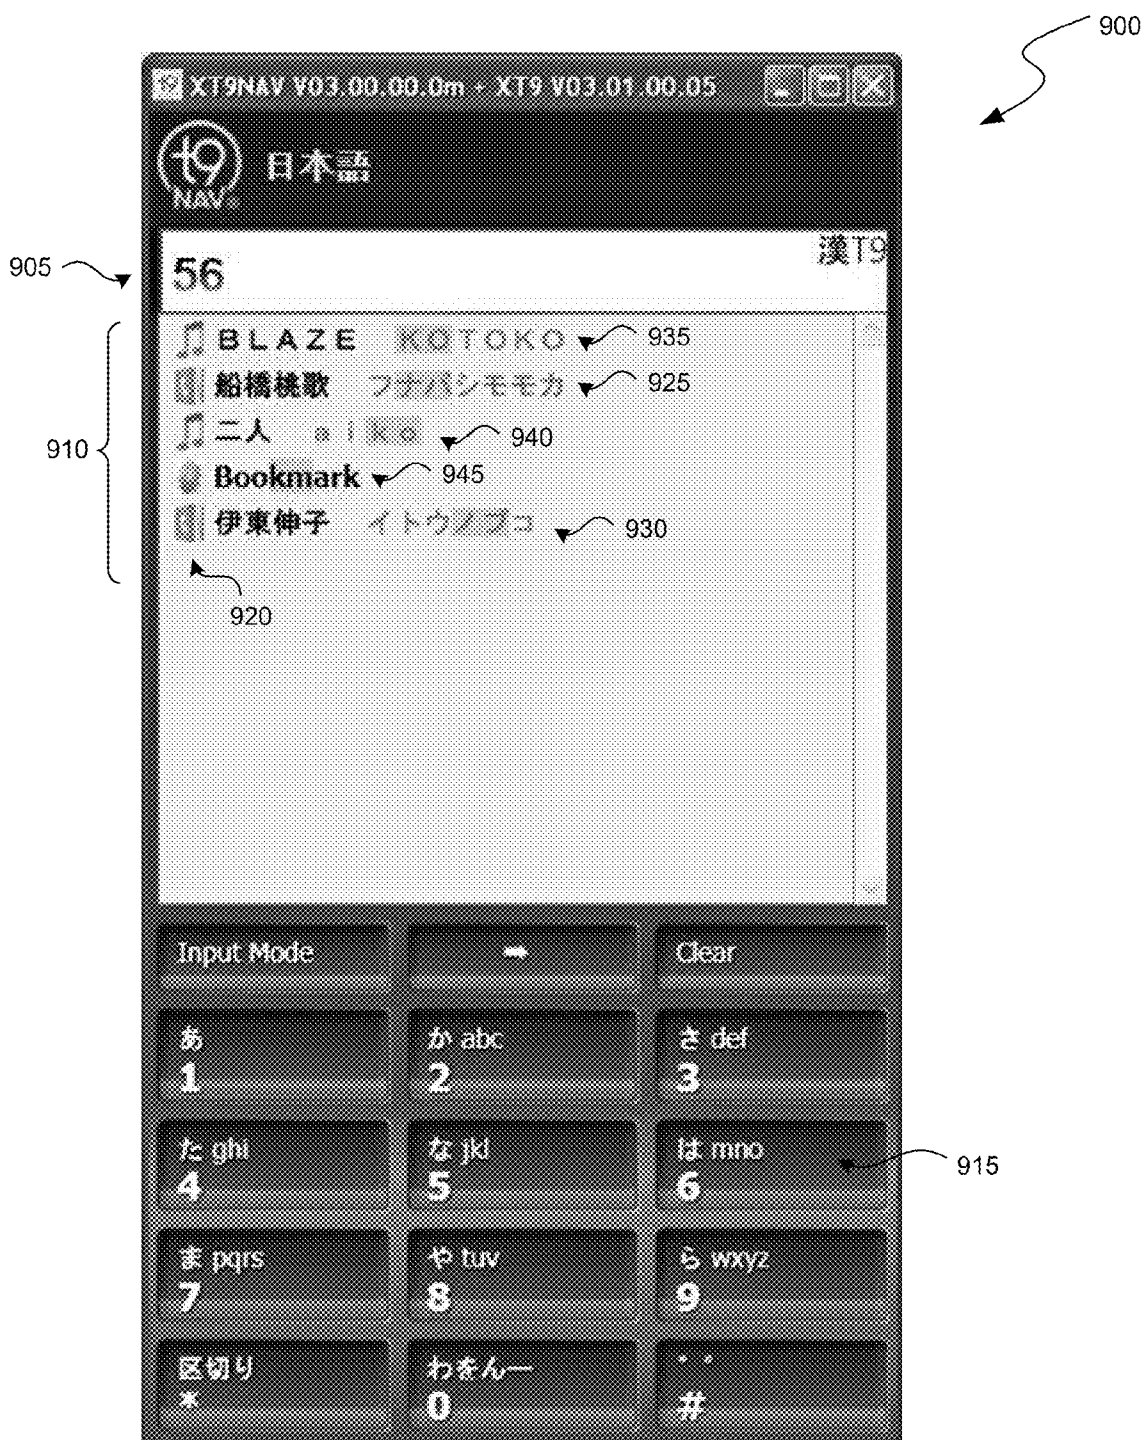 900
XT9NAV V03.00.00.0m - XT9 V03.01.00.05
t9 NAV® 日本語
漢T9
905 56
BLAZE KOTOKO 935
船橋桃歌 フナバシモモカ 925
910 二人 aiko 940
Bookmark 945
伊東伸子 イトウノブコ 930
920
Input Mode ➡ Clear
あ か abc さ def
1 2 3
た ghi な jkl は mno 915
4 5 6
ま pqrs や tuv ら wxyz
7 8 9
区切り わをんー ゛゜
* 0 #